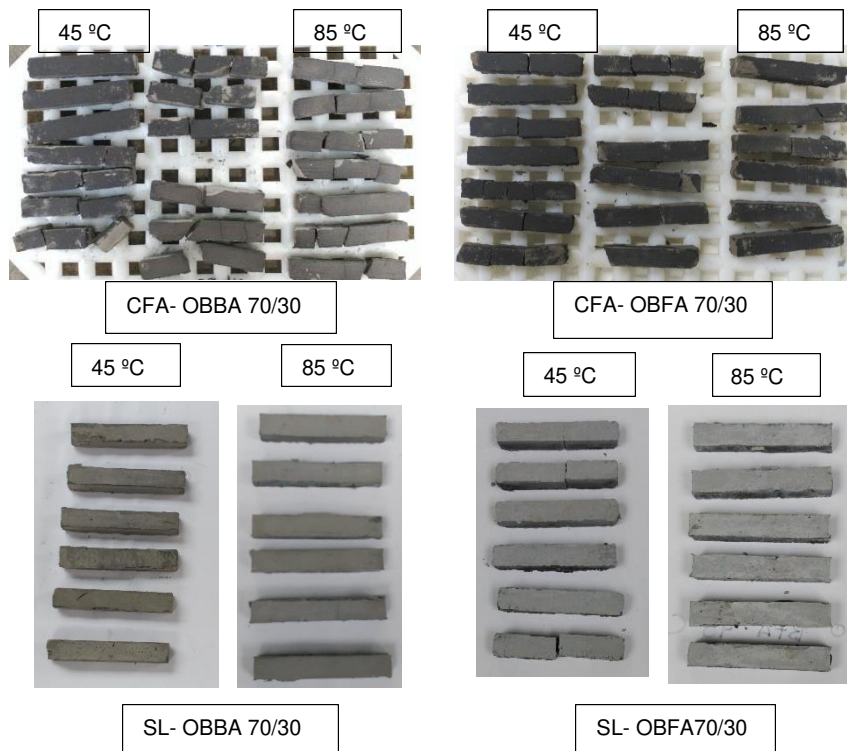 45 ºC
85 ºC
45 ºC
85 ºC
CFA- OBBA 70/30
CFA- OBFA 70/30
45 ºC
85 ºC
45 ºC
85 ºC
SL- OBBA 70/30
SL- OBFA70/30